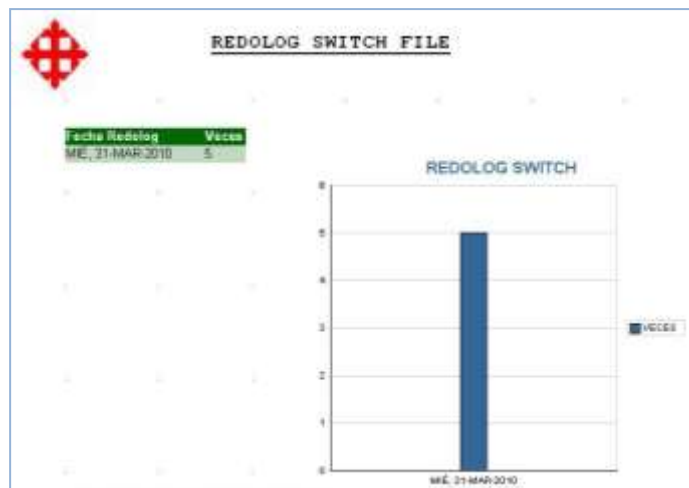 REDOLOG SWITCH FILE
Fecha Redolog Veces
MIÉ, 31-MAR-2010 5
REDOLOG SWITCH
6
5
4
3
2
1
0
VECES
MIÉ, 31-MAR-2010